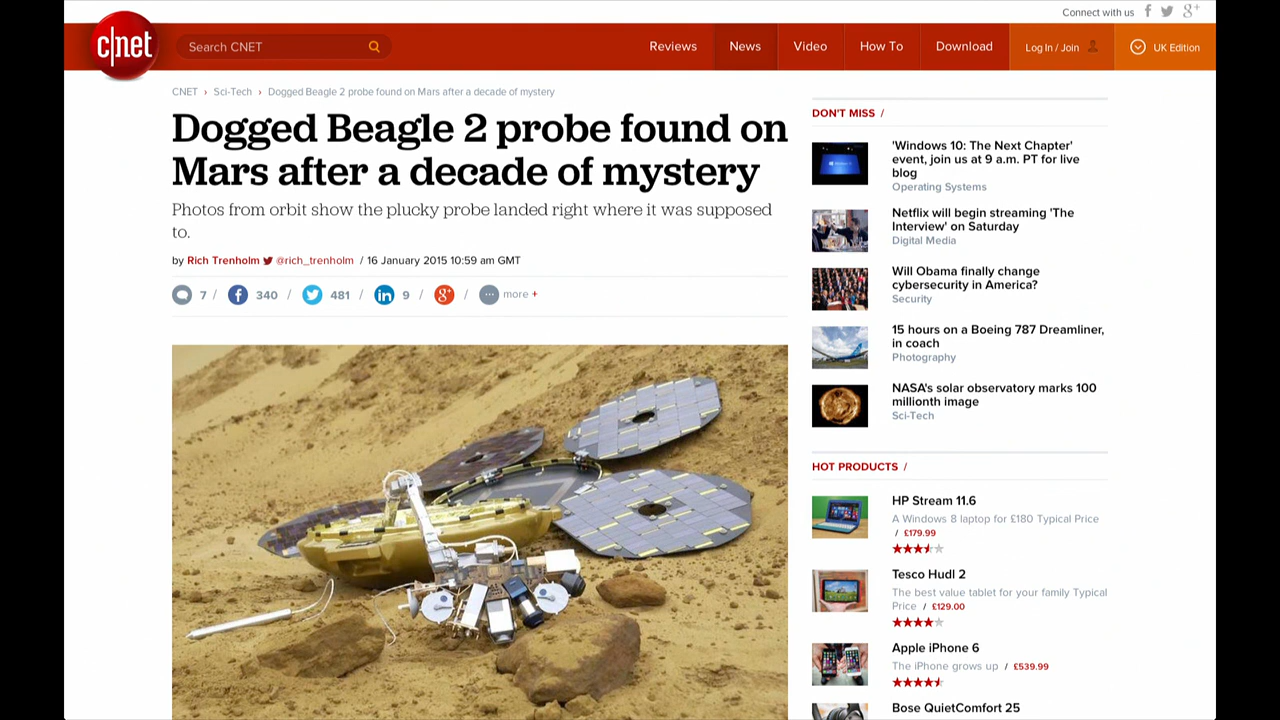 Connect with us
c|net
Search CNET
Reviews
News
Video
How To
Download
Log In / Join
UK Edition
CNET › Sci-Tech › Dogged Beagle 2 probe found on Mars after a decade of mystery
Dogged Beagle 2 probe found on
Mars after a decade of mystery
Photos from orbit show the plucky probe landed right where it was supposed
to.
by Rich Trenholm @rich_trenholm / 16 January 2015 10:59 am GMT
7 / 340 / 481 / 9 / / more +
DON'T MISS /
'Windows 10: The Next Chapter'
event, join us at 9 a.m. PT for live
blog
Operating Systems
Netflix will begin streaming 'The
Interview' on Saturday
Digital Media
Will Obama finally change
cybersecurity in America?
Security
15 hours on a Boeing 787 Dreamliner,
in coach
Photography
NASA's solar observatory marks 100
millionth image
Sci-Tech
HOT PRODUCTS /
HP Stream 11.6
A Windows 8 laptop for £180 Typical Price
/ £179.99
Tesco Hudl 2
The best value tablet for your family Typical
Price / £129.00
Apple iPhone 6
The iPhone grows up / £539.99
Bose QuietComfort 25